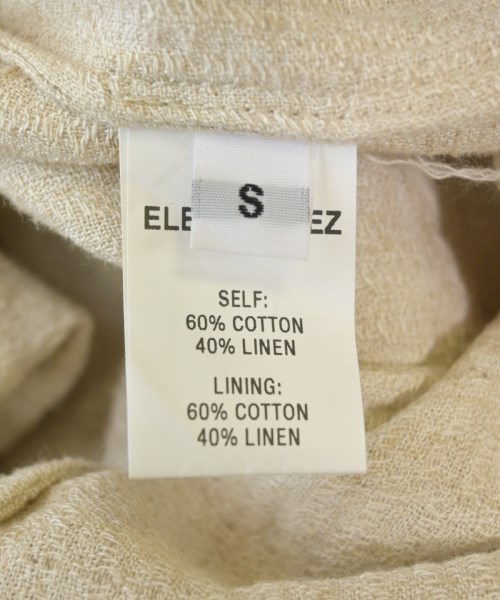 S
SELF:
60% COTTON
40% LINEN
LINING:
60% COTTON
40% LINEN